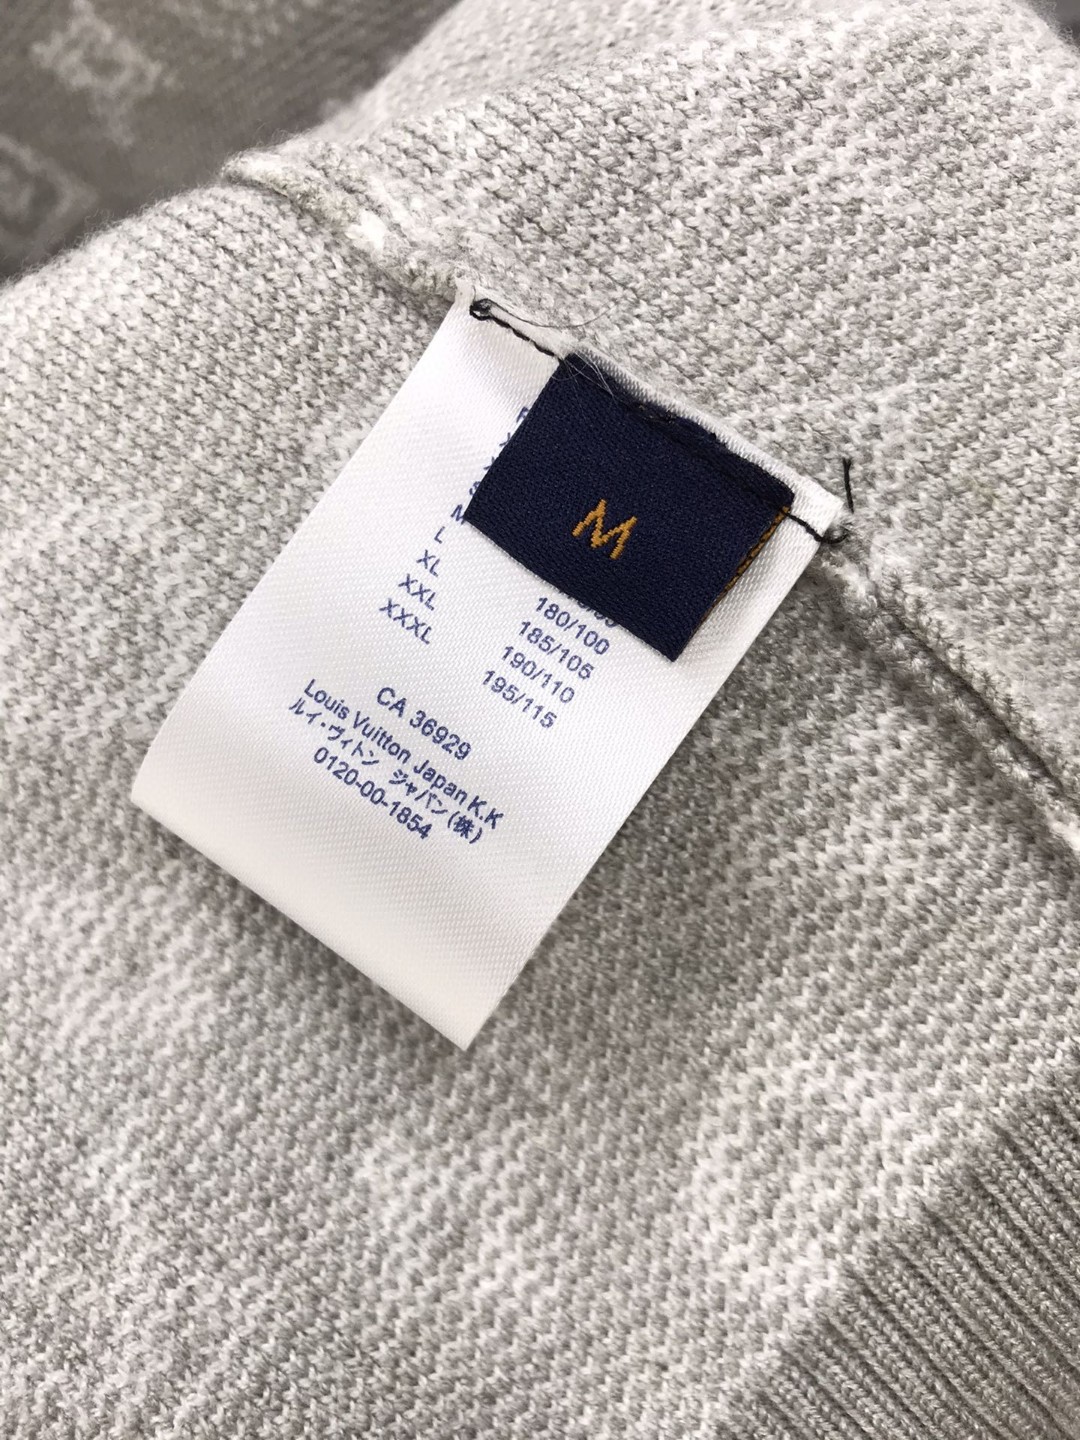 M
M
L
XL
XXL 180/100
XXXL 185/105
190/110
195/115
CA 36929
Louis Vuitton Japan K.K
ルイ・ヴィトン ジャパン(株)
0120-00-1854